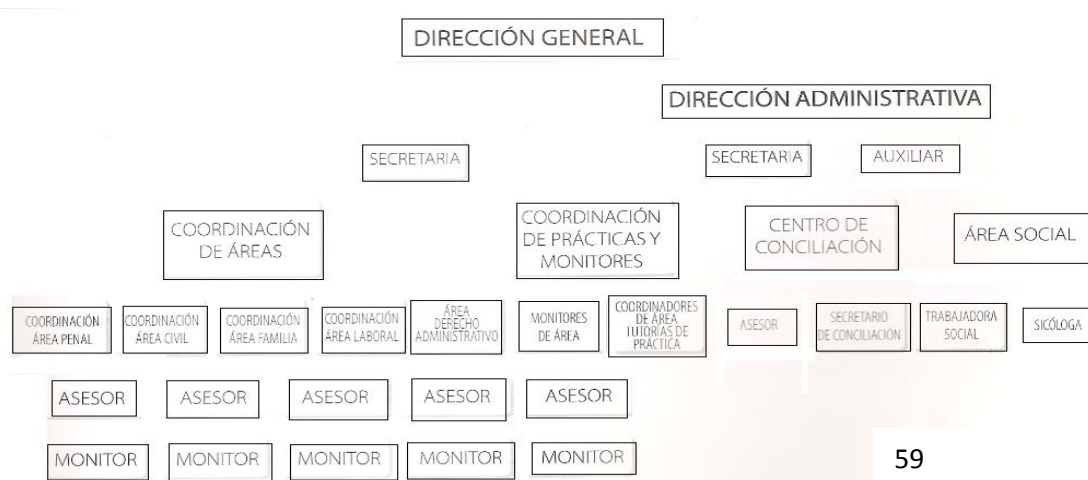 DIRECCIÓN GENERAL
DIRECCIÓN ADMINISTRATIVA
SECRETARIA
SECRETARIA
AUXILIAR
COORDINACIÓN
DE ÁREAS
COORDINACIÓN
DE PRÁCTICAS Y
MONITORES
CENTRO DE
CONCILIACIÓN
ÁREA SOCIAL
COORDINACIÓN
ÁREA PENAL
COORDINACIÓN
ÁREA CIVIL
COORDINACIÓN
ÁREA FAMILIA
COORDINACIÓN
ÁREA LABORAL
ÁREA
DERECHO
ADMINISTRATIVO
MONITORES
DE ÁREA
COORDINADORES
DE ÁREA
TUTORÍAS DE
PRÁCTICA
ASESOR
SECRETARIO
DE CONCILIACIÓN
TRABAJADORA
SOCIAL
SICÓLOGA
ASESOR
ASESOR
ASESOR
ASESOR
ASESOR
MONITOR
MONITOR
MONITOR
MONITOR
MONITOR
59